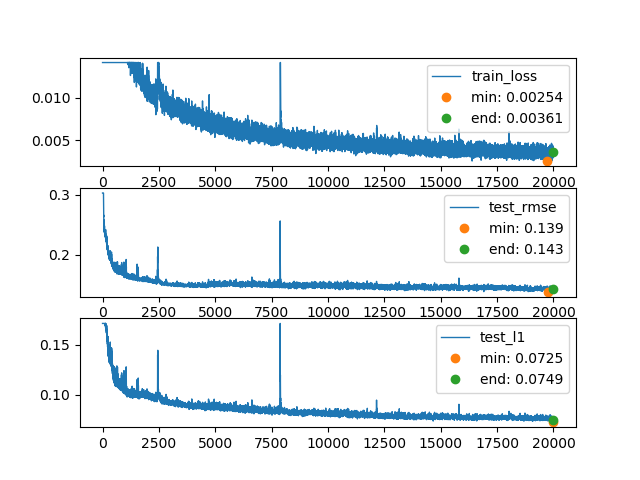 train_loss
min: 0.00254
end: 0.00361
0.010
0.005
0 2500 5000 7500 10000 12500 15000 17500 20000
0.3
0.2
test_rmse
min: 0.139
end: 0.143
0 2500 5000 7500 10000 12500 15000 17500 20000
0.15
0.10
test_l1
min: 0.0725
end: 0.0749
0 2500 5000 7500 10000 12500 15000 17500 20000